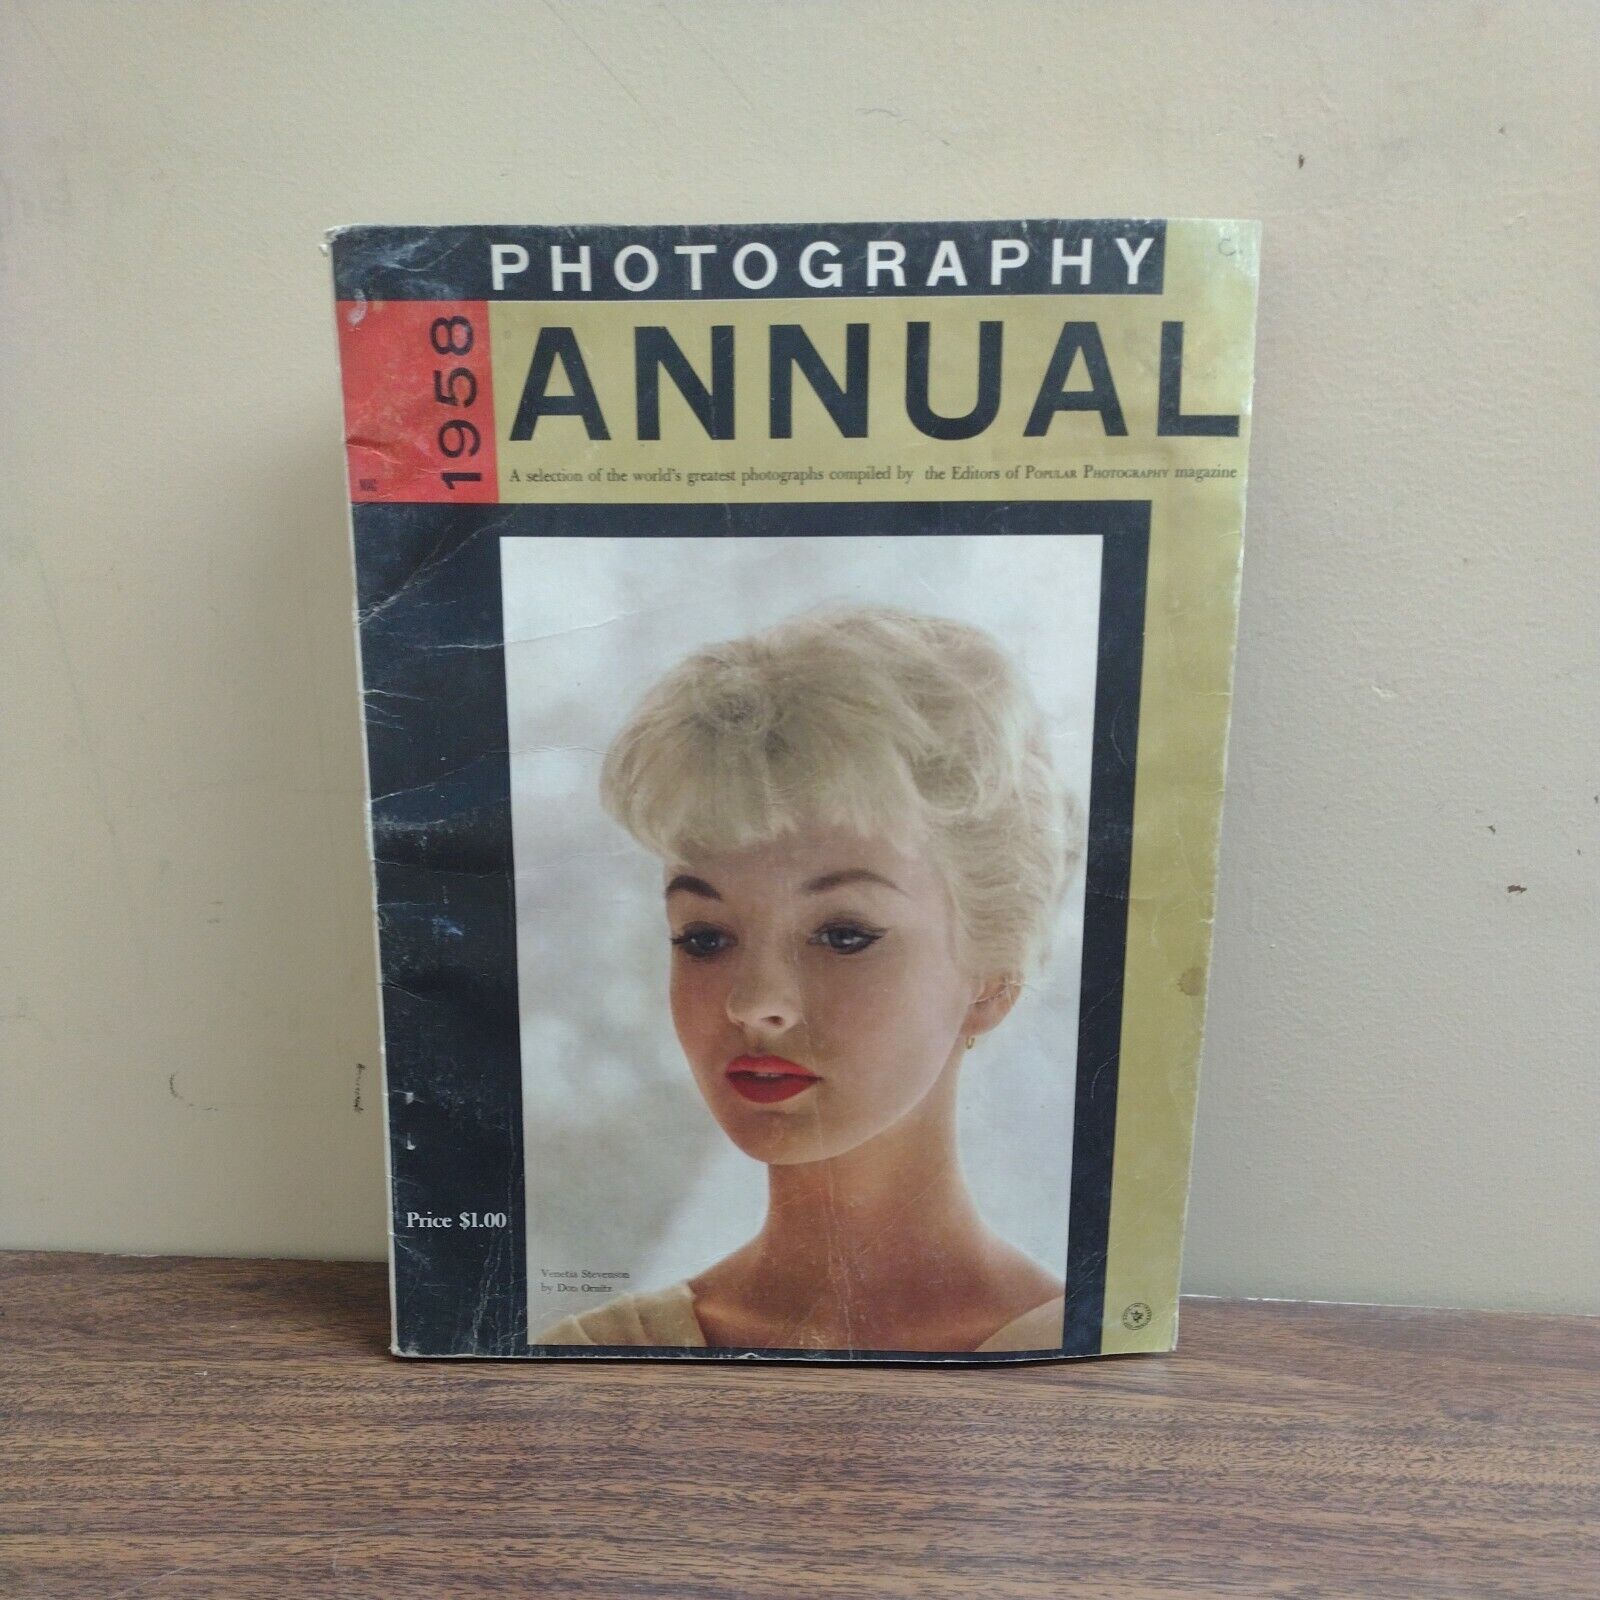 PHOTOGRAPHY
1958
ANNUAL
A selection of the world's greatest photographs compiled by the Editors of POPULAR PHOTOGRAPHY magazine
C.
Price $1.00
Venetia Stevenson
by Don Ornitz